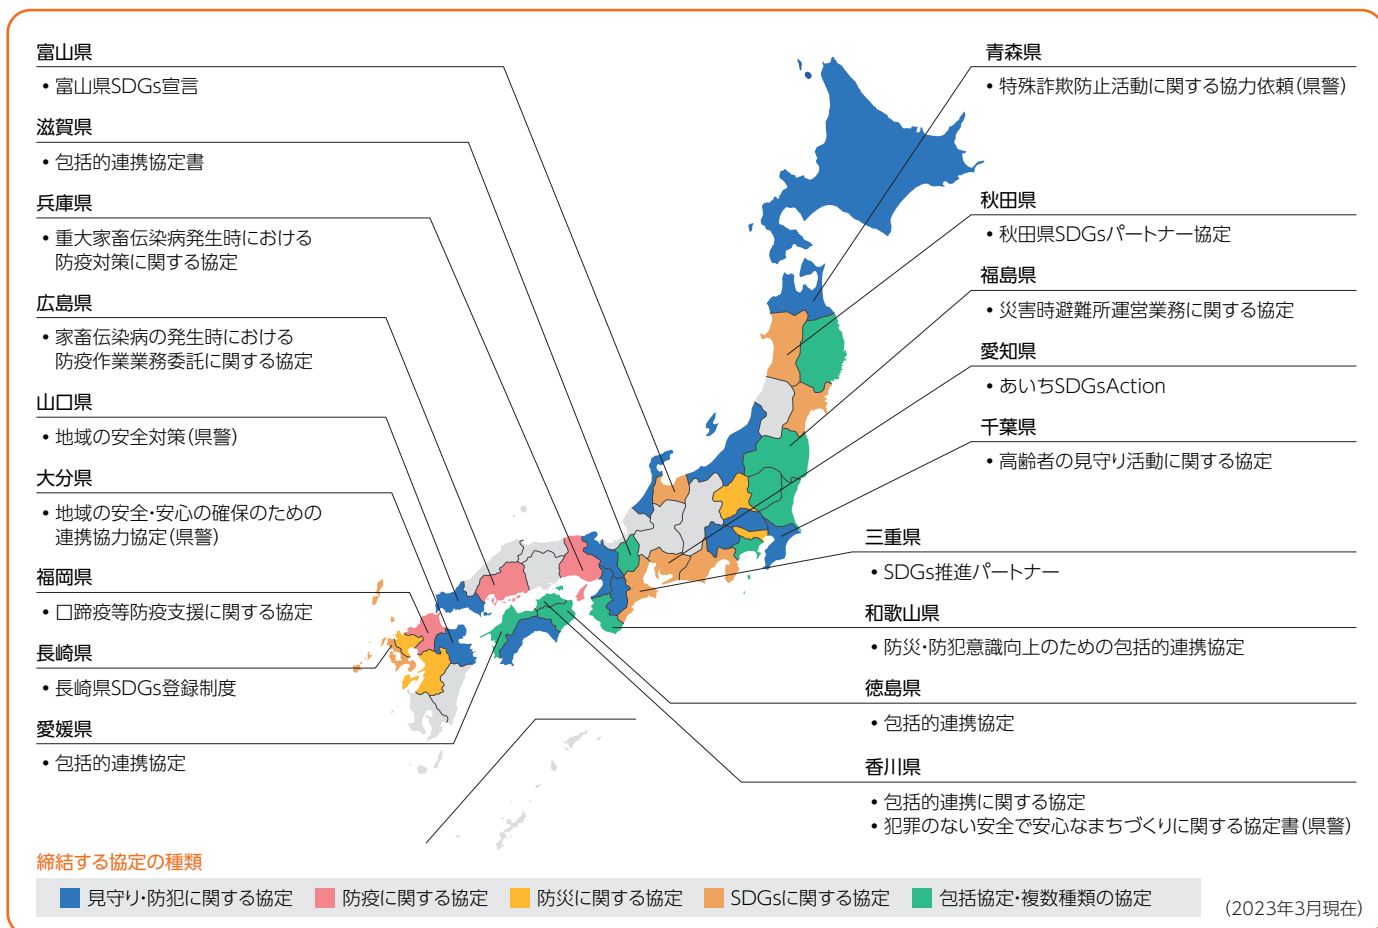 富山県
• 富山県SDGs宣言
滋賀県
• 包括的連携協定書
兵庫県
• 重大家畜伝染病発生時における
防疫対策に関する協定
広島県
• 家畜伝染病の発生時における
防疫作業業務委託に関する協定
山口県
• 地域の安全対策(県警)
大分県
• 地域の安全・安心の確保のための
連携協力協定(県警)
福岡県
• 口蹄疫等防疫支援に関する協定
長崎県
• 長崎県SDGs登録制度
愛媛県
• 包括的連携協定
青森県
• 特殊詐欺防止活動に関する協力依頼(県警)
秋田県
• 秋田県SDGsパートナー協定
福島県
• 災害時避難所運営業務に関する協定
愛知県
• あいちSDGsAction
千葉県
• 高齢者の見守り活動に関する協定
三重県
• SDGs推進パートナー
和歌山県
• 防災・防犯意識向上のための包括的連携協定
徳島県
• 包括的連携協定
香川県
• 包括的連携に関する協定
• 犯罪のない安全で安心なまちづくりに関する協定書(県警)
締結する協定の種類
見守り・防犯に関する協定 防疫に関する協定 防災に関する協定 SDGsに関する協定 包括協定・複数種類の協定
(2023年3月現在)